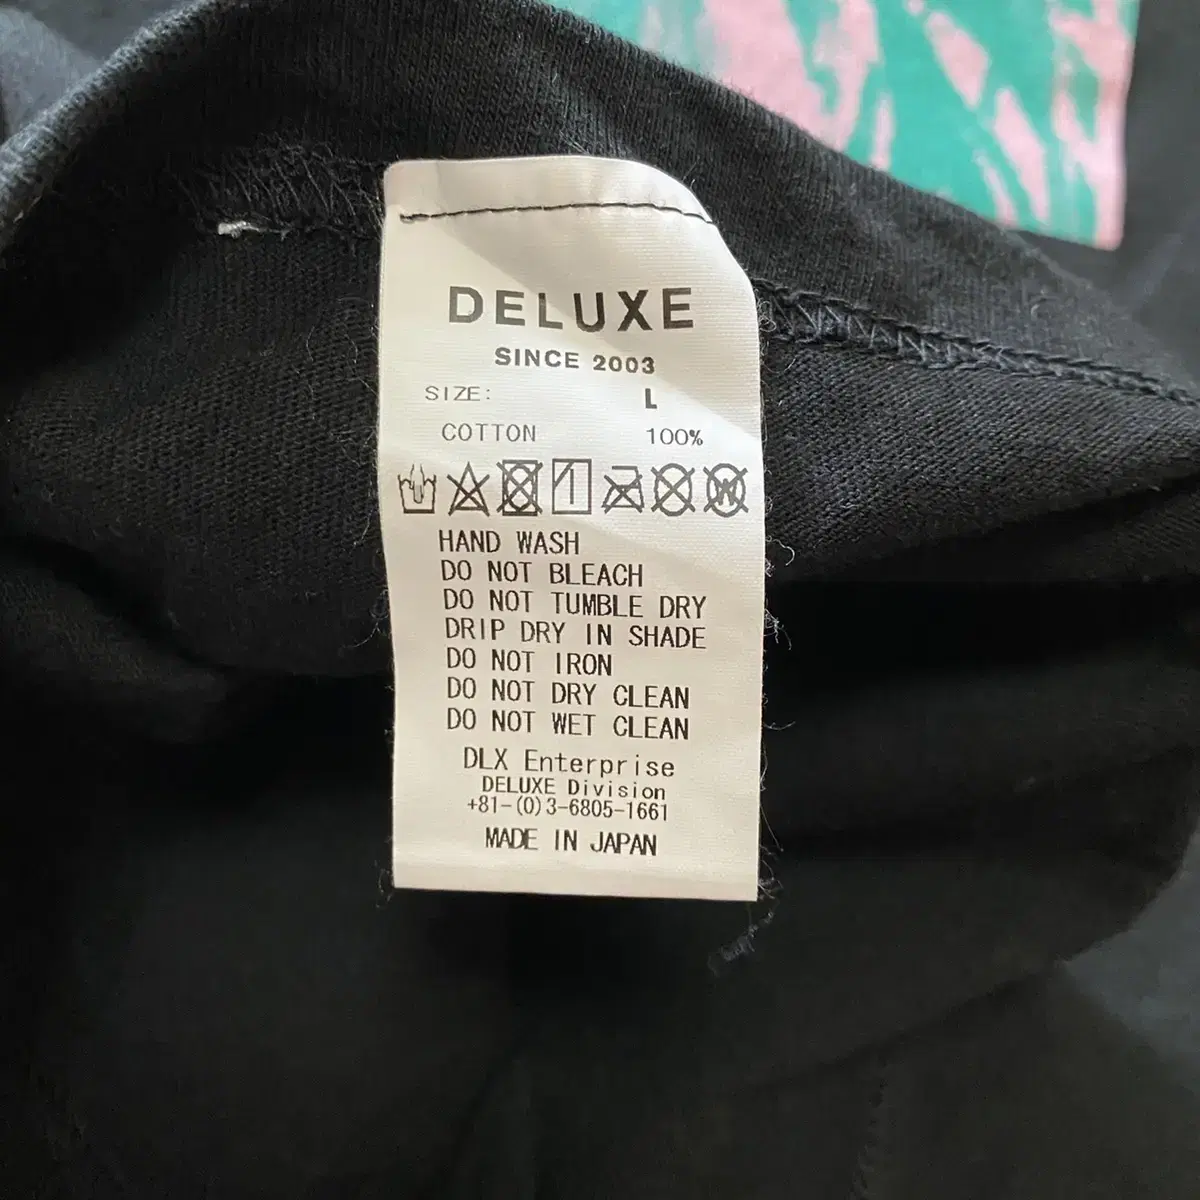 DELUXE
SINCE 2003
SIZE: L
COTTON 100%
W
HAND WASH
DO NOT BLEACH
DO NOT TUMBLE DRY
DRIP DRY IN SHADE
DO NOT IRON
DO NOT DRY CLEAN
DO NOT WET CLEAN
DLX Enterprise
DELUXE Division
+81-(0)3-6805-1661
MADE IN JAPAN